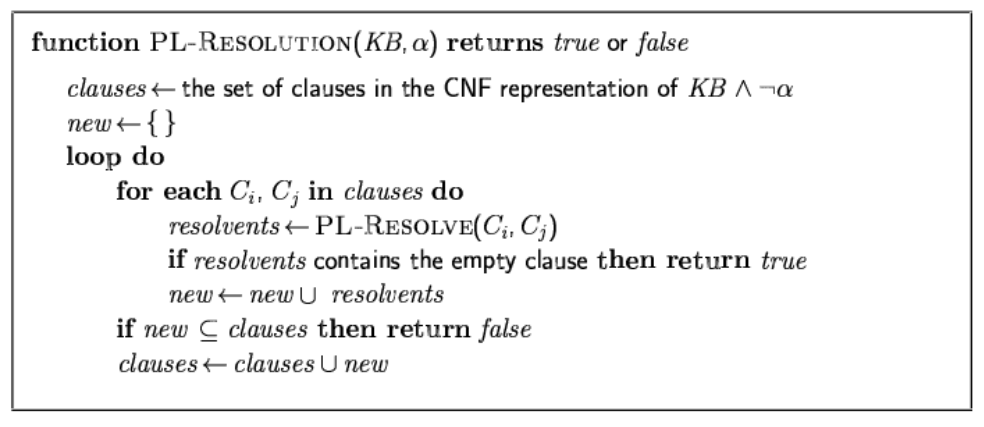 function PL-RESOLUTION(KB, α) returns true or false
clauses ← the set of clauses in the CNF representation of KB ∧ ¬α
new ← { }
loop do
for each Ci, Cj in clauses do
resolvents ← PL-RESOLVE(Ci, Cj)
if resolvents contains the empty clause then return true
new ← new ∪ resolvents
if new ⊆ clauses then return false
clauses ← clauses ∪ new